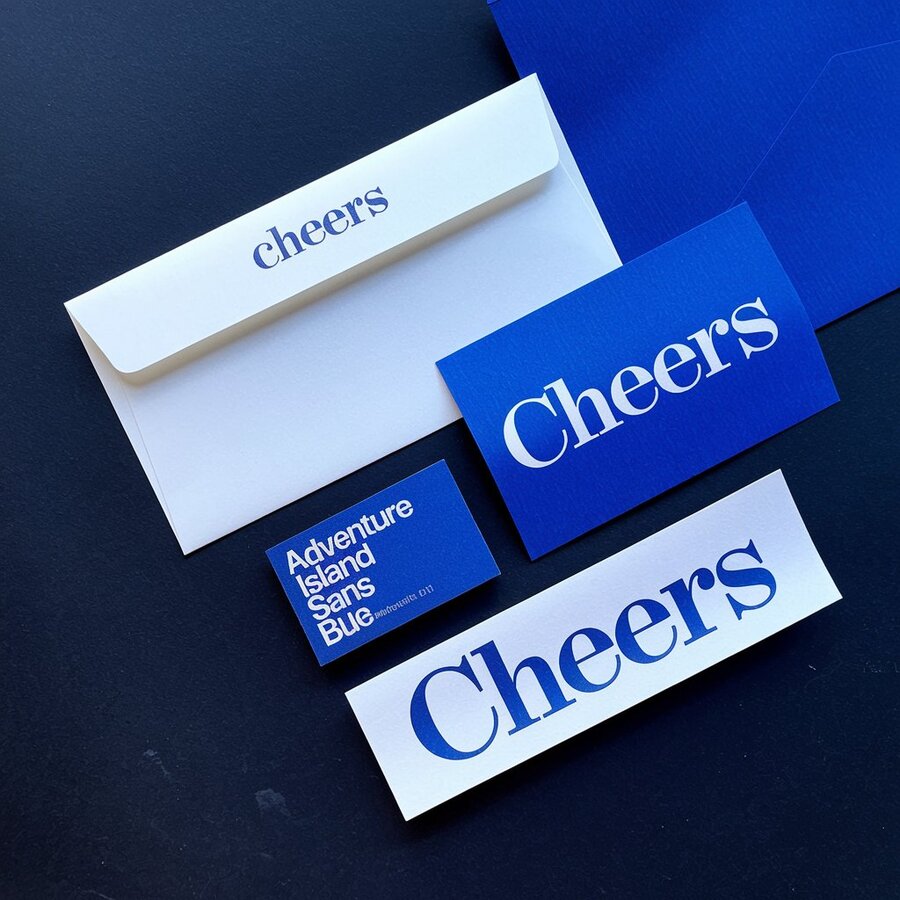 cheers
Cheers
Adventure
Island
Sans
Bue
Cheers